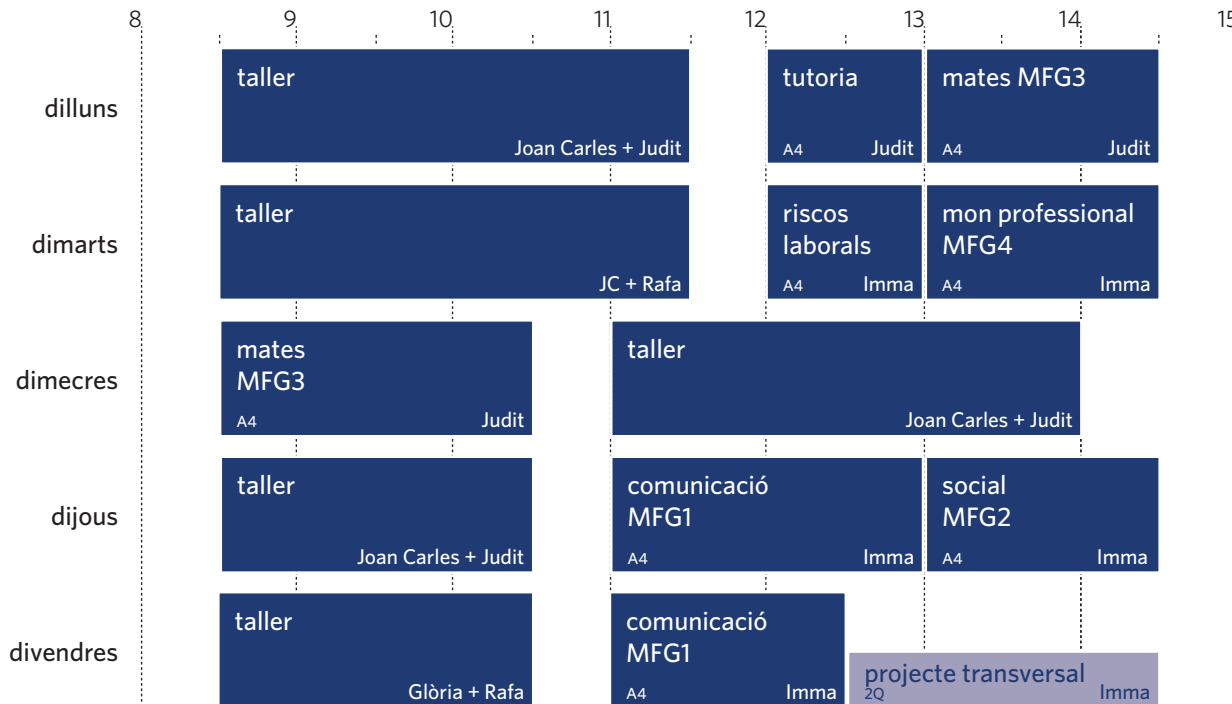 8 9 10 11 12 13 14 15
dilluns
taller
Joan Carles + Judit
tutoria
A4 Judit
mates MFG3
A4 Judit
dimarts
taller
JC + Rafa
riscos
laborals
A4 Imma
mon professional
MFG4
A4 Imma
dimecres
mates
MFG3
A4 Judit
taller
Joan Carles + Judit
dijous
taller
Joan Carles + Judit
comunicació
MFG1
A4 Imma
social
MFG2
A4 Imma
divendres
taller
Glòria + Rafa
comunicació
MFG1
A4 Imma
projecte transversal
2Q Imma